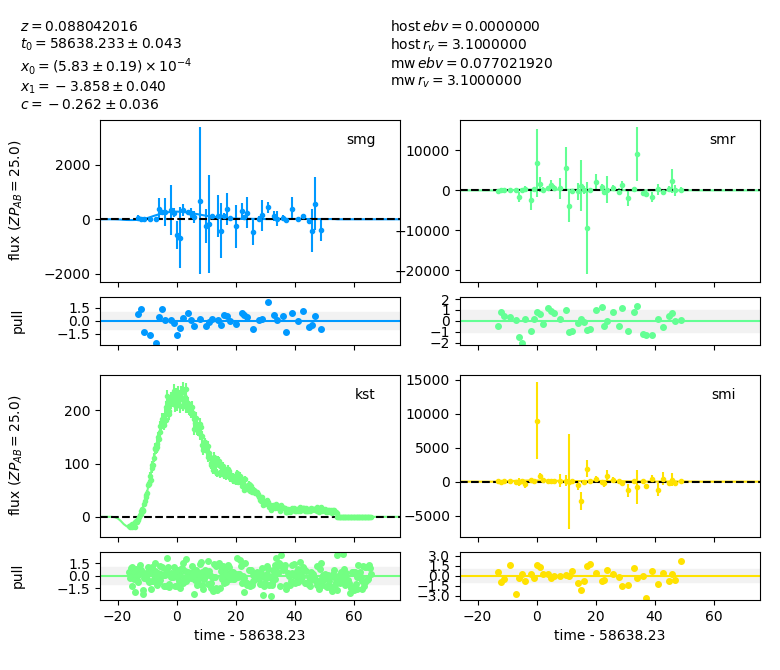 z = 0.088042016
t₀ = 58638.233 ± 0.043
x₀ = (5.83 ± 0.19) × 10⁻⁴
x₁ = −3.858 ± 0.040
c = −0.262 ± 0.036
host ebv = 0.0000000
host r_v = 3.1000000
mw ebv = 0.077021920
mw r_v = 3.1000000
flux (ZP_AB = 25.0)
2000
0
−2000
smg
10000
0
−10000
−20000
smr
pull
1.5
0.0
−1.5
2
1
0
−1
−2
flux (ZP_AB = 25.0)
200
100
0
kst
15000
10000
5000
0
−5000
smi
pull
1.5
0.0
−1.5
3.0
1.5
0.0
−1.5
−3.0
−20 0 20 40 60
−20 0 20 40 60
time - 58638.23
time - 58638.23